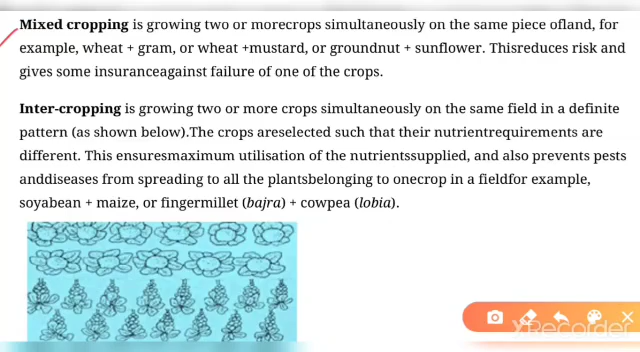 Mixed cropping is growing two or morecrops simultaneously on the same piece ofland, for
example, wheat + gram, or wheat +mustard, or groundnut + sunflower. Thisreduces risk and
gives some insuranceagainst failure of one of the crops.
Inter-cropping is growing two or more crops simultaneously on the same field in a definite
pattern (as shown below).The crops areselected such that their nutrientrequirements are
different. This ensuresmaximum utilisation of the nutrientssupplied, and also prevents pests
anddiseases from spreading to all the plantsbelonging to onecrop in a fieldfor example,
soyabean + maize, or fingermillet (bajra) + cowpea (lobia).
XRecorder